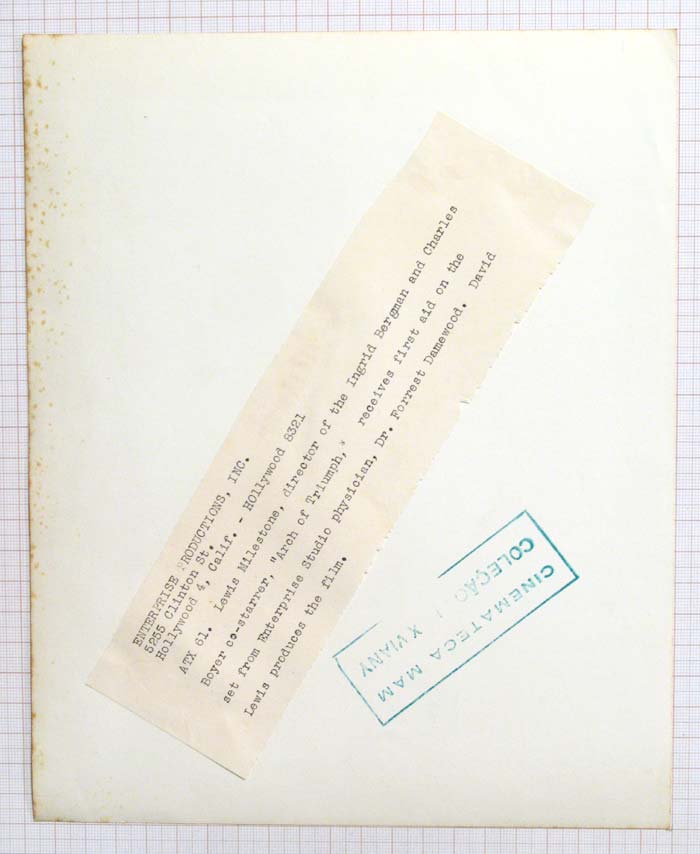 ENTERPRISE PRODUCTIONS, INC.
5255 Clinton St.
Hollywood 4, Calif. - HOllywood 8321
ATX 61. Lewis Milestone, director of the Ingrid Bergman and Charles
Boyer co-starrer, "Arch of Triumph," receives first aid on the
set from Enterprise Studio physician, Dr. Forrest Damewood. David
Lewis produces the film.
CINEMATECA MAM
COLEÇÃO VIANY